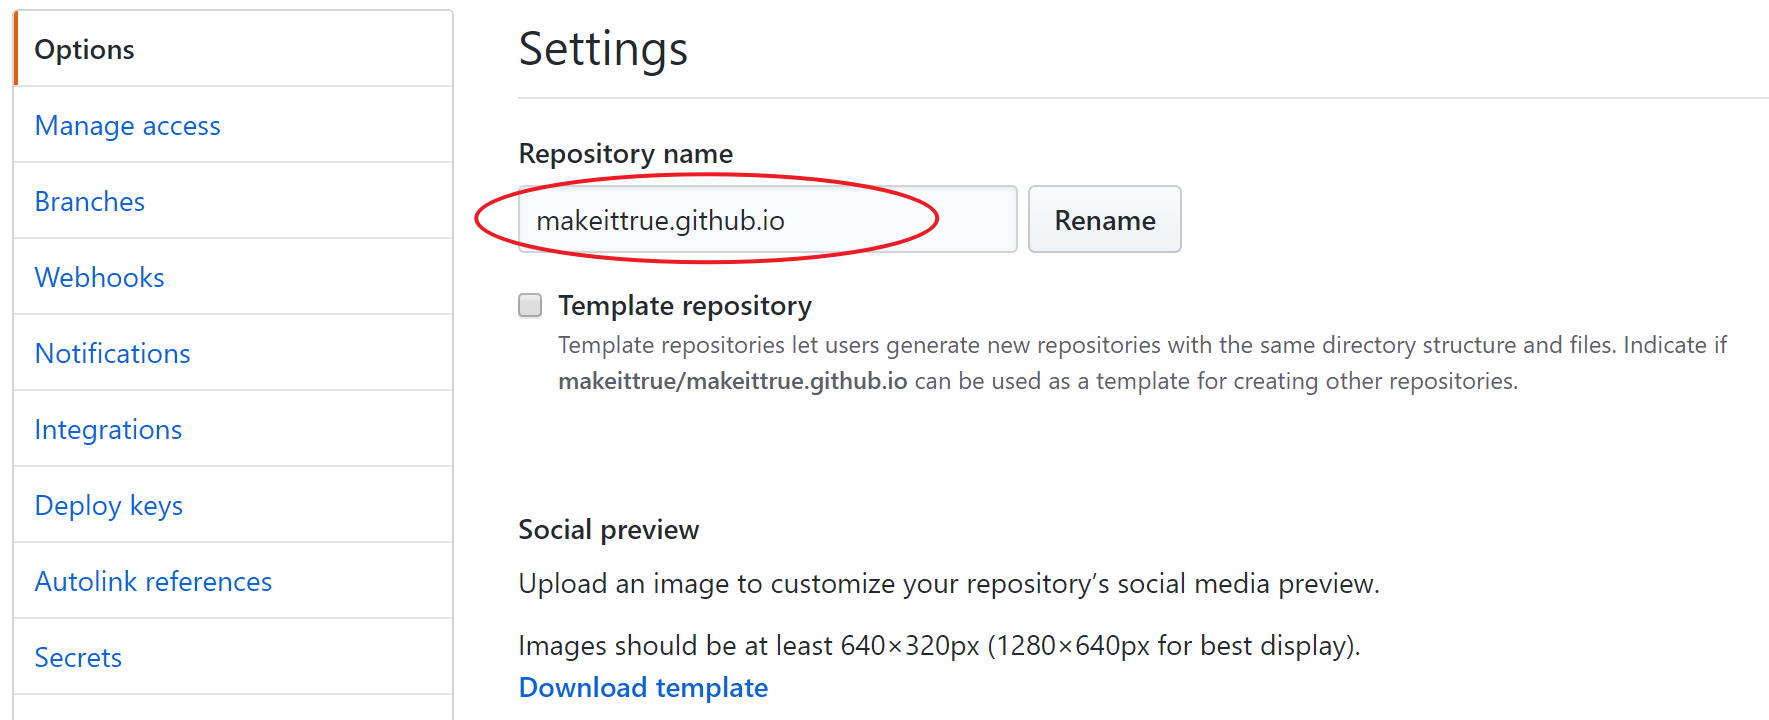 Options
Manage access
Branches
Webhooks
Notifications
Integrations
Deploy keys
Autolink references
Secrets
Settings
Repository name
makeittrue.github.io
Rename
Template repository
Template repositories let users generate new repositories with the same directory structure and files. Indicate if
makeittrue/makeittrue.github.io can be used as a template for creating other repositories.
Social preview
Upload an image to customize your repository’s social media preview.
Images should be at least 640×320px (1280×640px for best display).
Download template